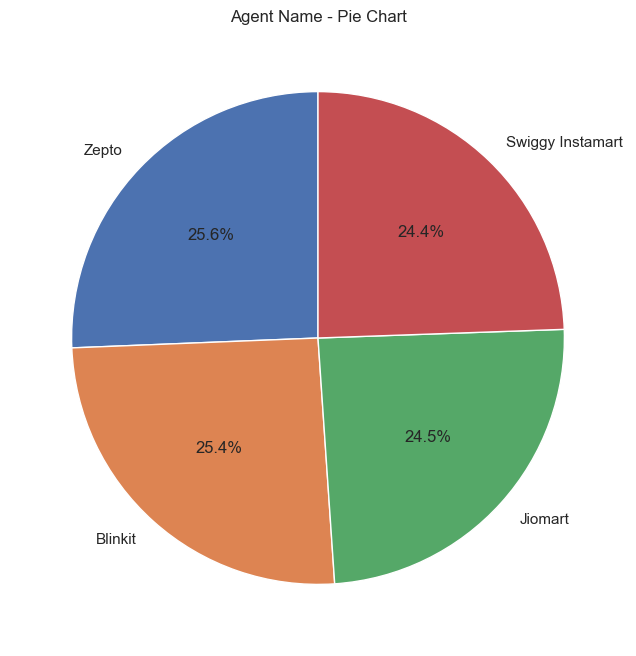 Agent Name - Pie Chart
Zepto
Swiggy Instamart
25.6%
24.4%
25.4%
24.5%
Blinkit
Jiomart